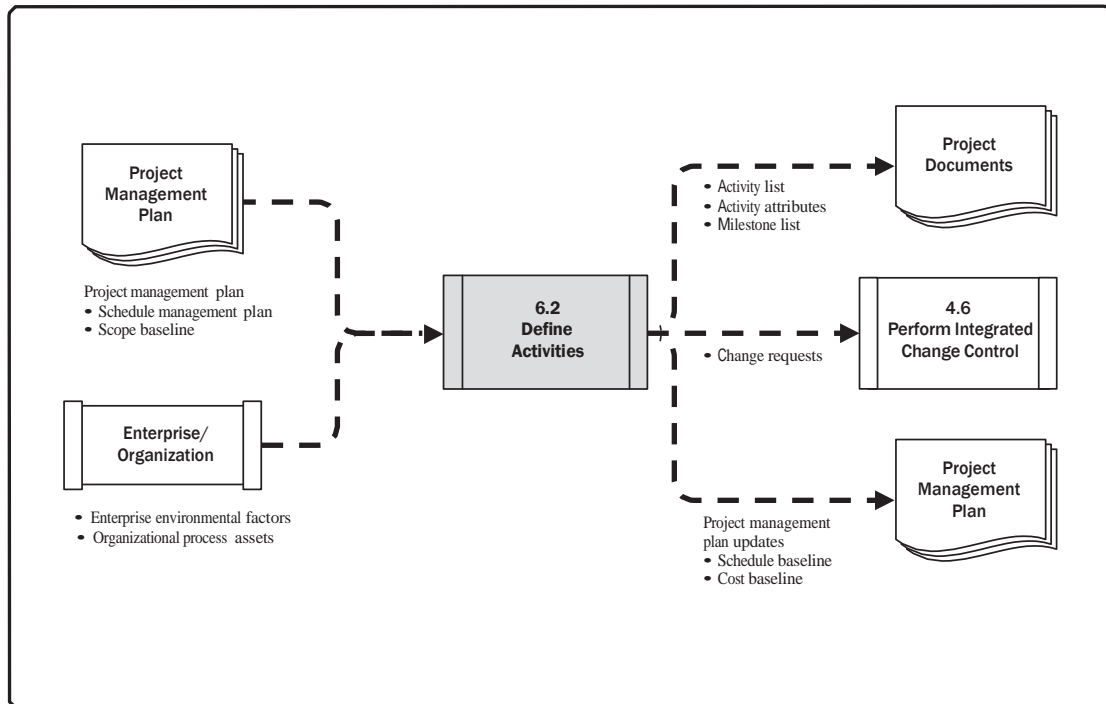 Project
Management
Plan
Project management plan
• Schedule management plan
• Scope baseline
Enterprise/
Organization
• Enterprise environmental factors
• Organizational process assets
6.2
Define
Activities
• Activity list
• Activity attributes
• Milestone list
• Change requests
Project management
plan updates
• Schedule baseline
• Cost baseline
Project
Documents
4.6
Perform Integrated
Change Control
Project
Management
Plan